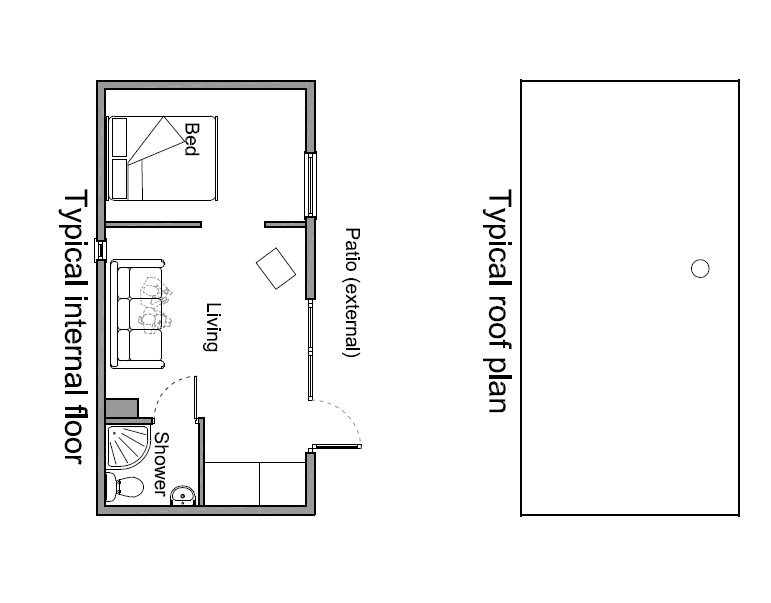 Bed
Patio (external)
Living
Shower
Typical internal floor
Typical roof plan